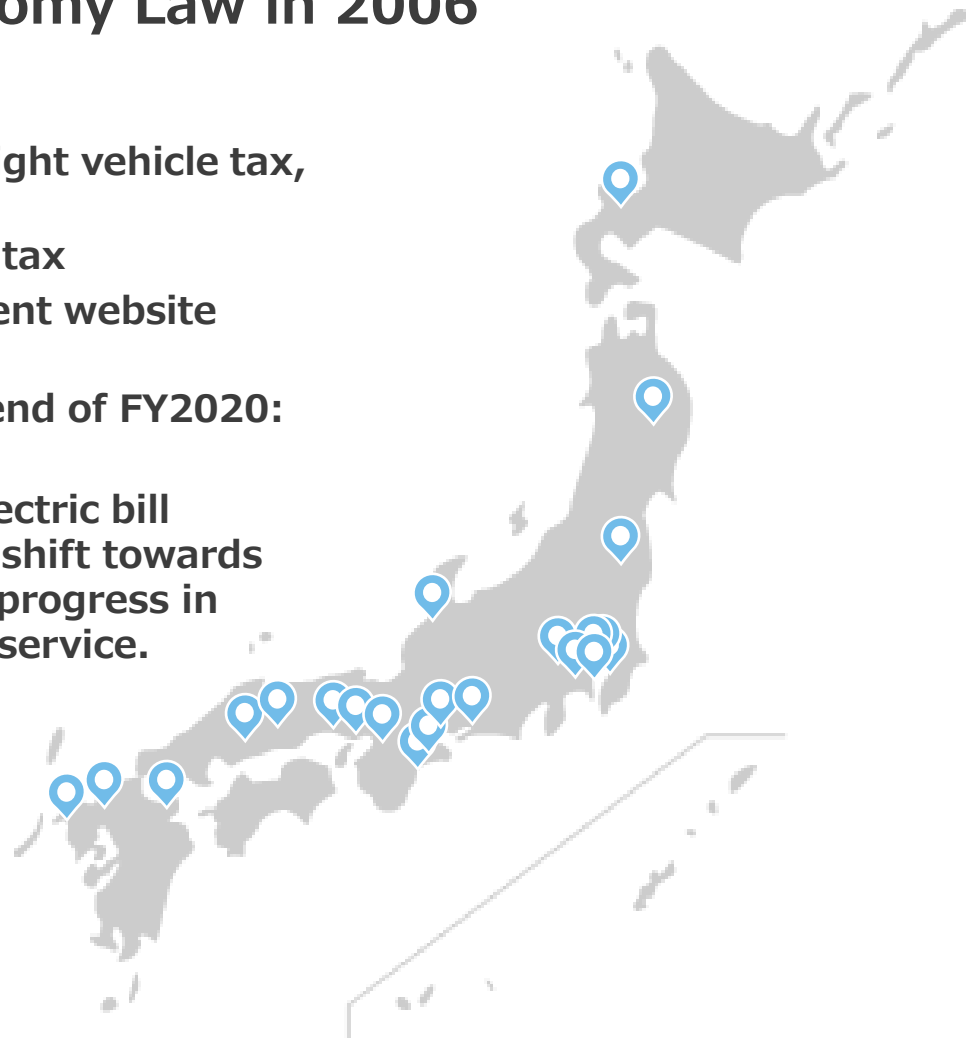 omy Law in 2006
ight vehicle tax,
tax
ent website
end of FY2020:
ectric bill
shift towards
progress in
service.